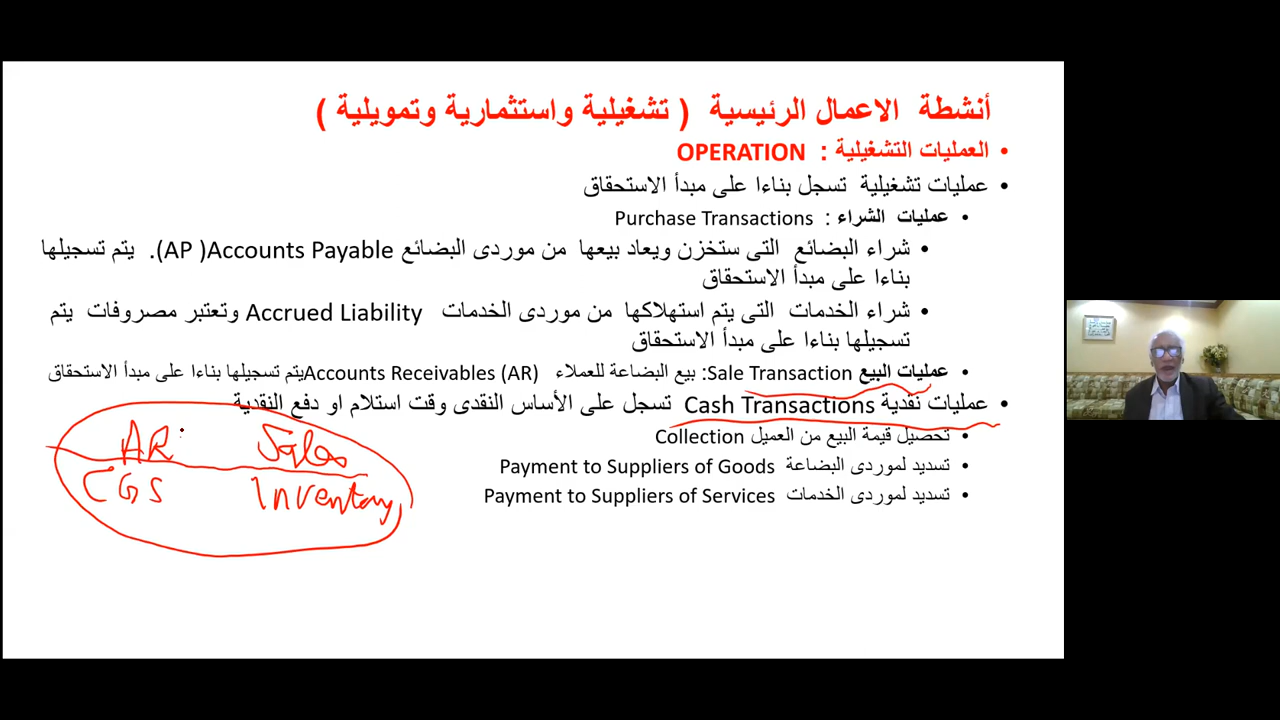 أنشطة الاعمال الرئيسية ( تشغيلية واستثمارية وتمويلية )
• العمليات التشغيلية : OPERATION
• عمليات تشغيلية تسجل بناءا على مبدأ الاستحقاق
• عمليات الشراء : Purchase Transactions
• شراء البضائع التى ستخزن ويعاد بيعها من موردى البضائع AP )Accounts Payable). يتم تسجيلها
بناءا على مبدأ الاستحقاق
• شراء الخدمات التى يتم استهلاكها من موردى الخدمات Accrued Liability وتعتبر مصروفات يتم
تسجيلها بناءا على مبدأ الاستحقاق
• عمليات البيع Sale Transaction: بيع البضاعة للعملاء Accounts Receivables (AR)يتم تسجيلها بناءا على مبدأ الاستحقاق
• عمليات نقدية Cash Transactions تسجل على الأساس النقدى وقت استلام او دفع النقدية
• تحصيل قيمة البيع من العميل Collection
• تسديد لموردى البضاعة Payment to Suppliers of Goods
• تسديد لموردى الخدمات Payment to Suppliers of Services
AR Sales
CGS Inventory